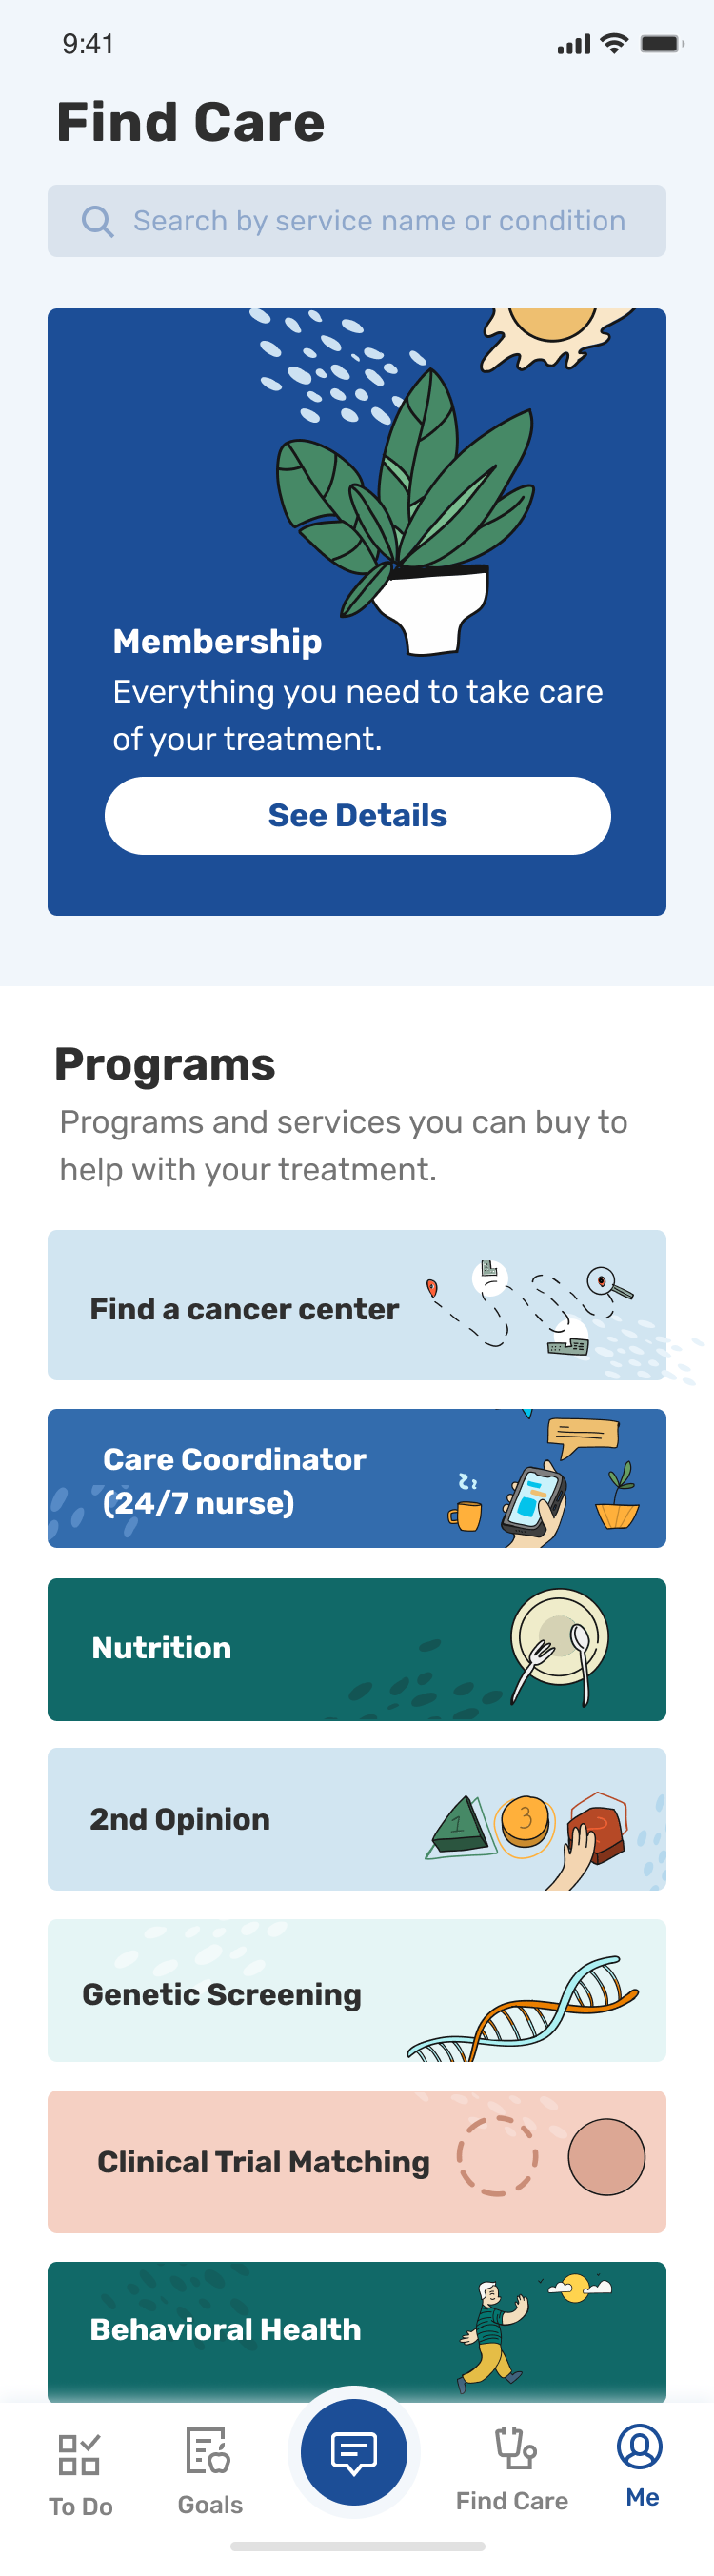 9:41
Find Care
Search by service name or condition
Membership
Everything you need to take care
of your treatment.
See Details
Programs
Programs and services you can buy to
help with your treatment.
Find a cancer center
Care Coordinator
(24/7 nurse)
Nutrition
2nd Opinion
1
3
2
Genetic Screening
Clinical Trial Matching
Behavioral Health
To Do
Goals
Find Care
Me